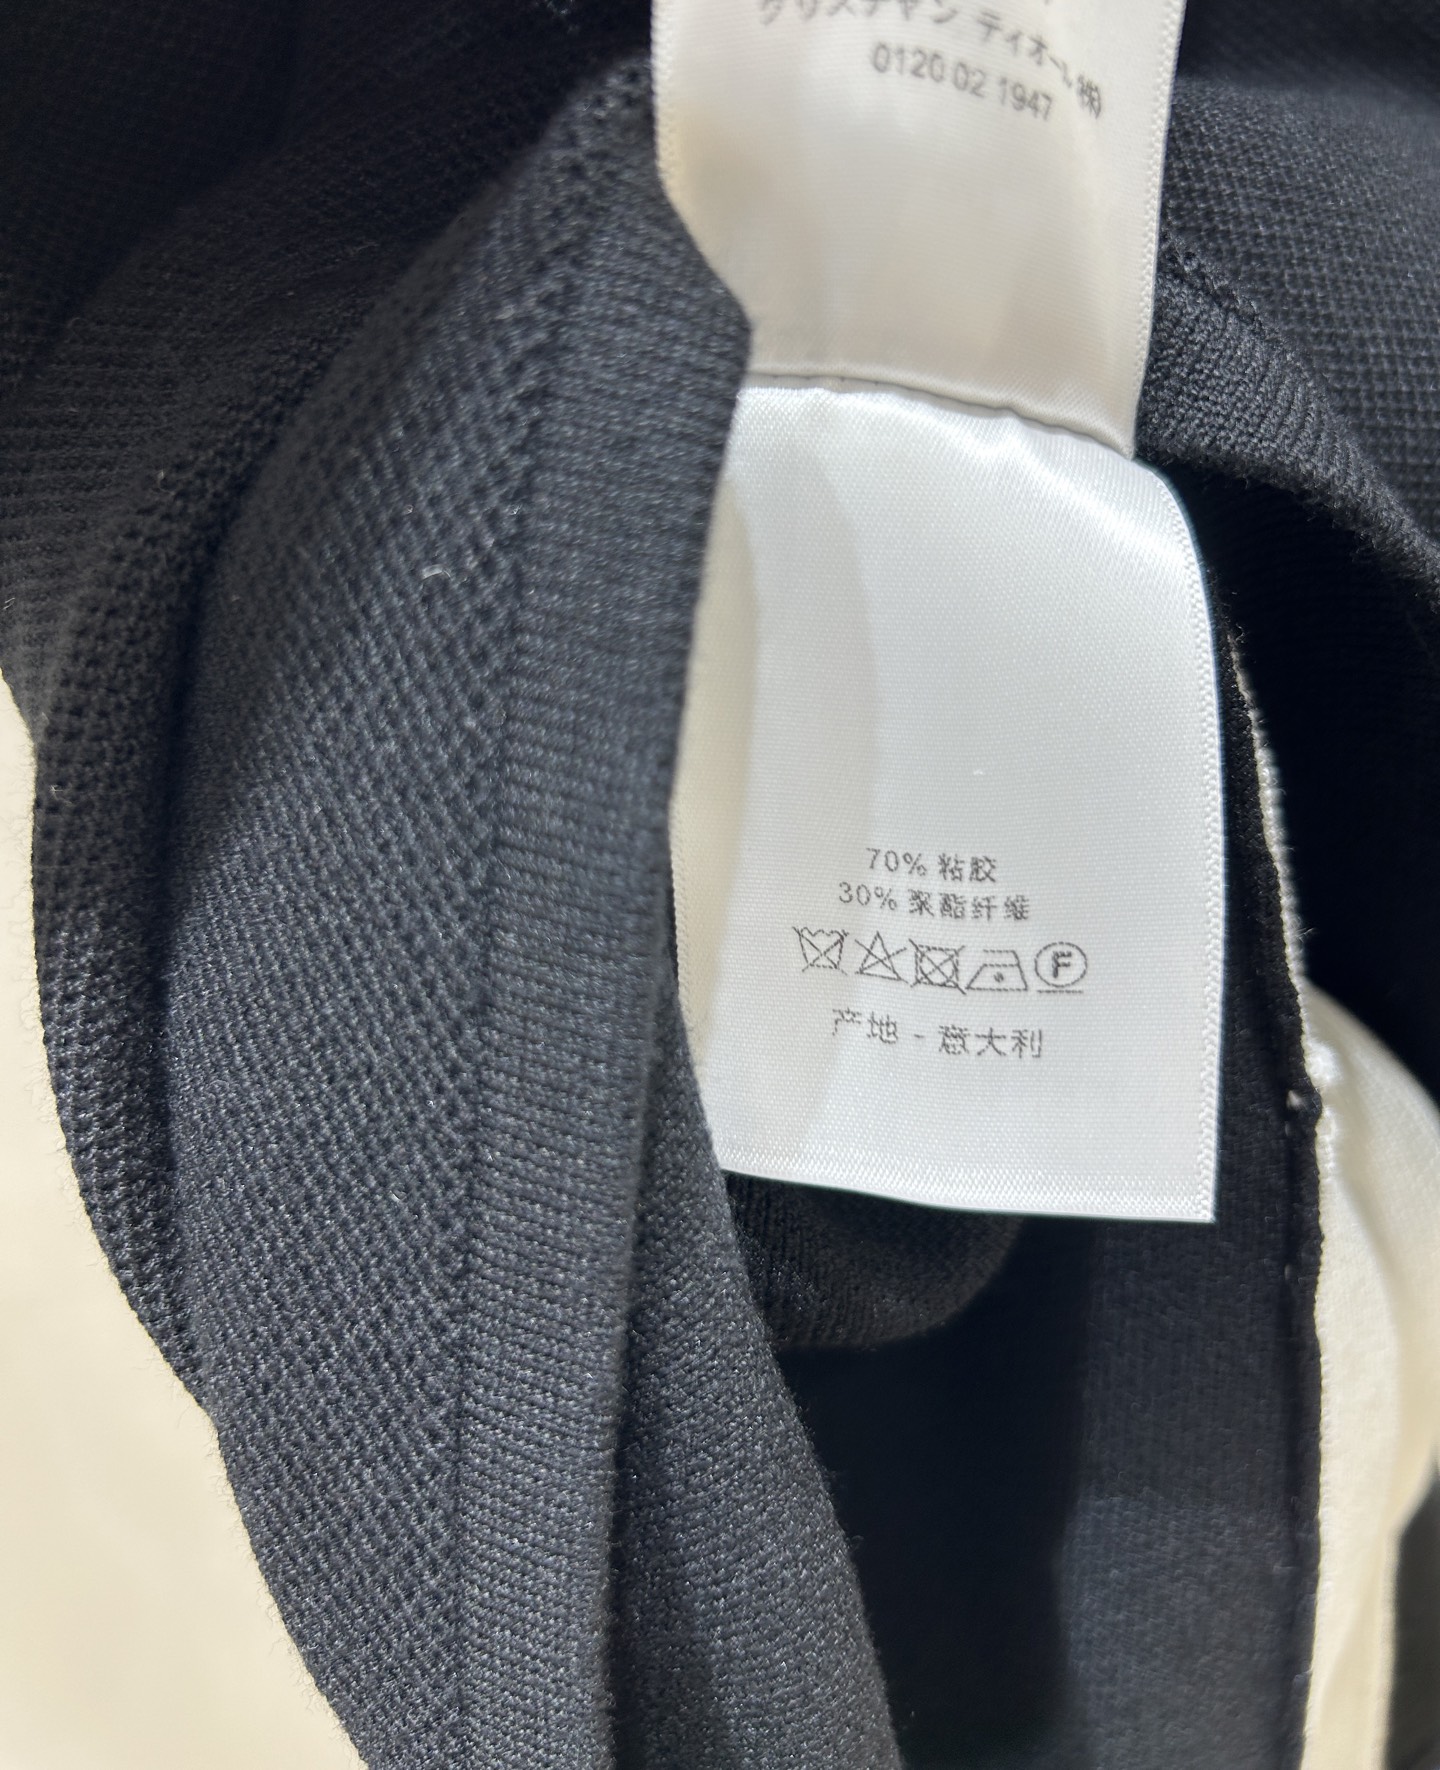 クリスチャン ディオール㈱
0120 02 1947
70% 粘胶
30% 聚酯纤维
F
产地 - 意大利